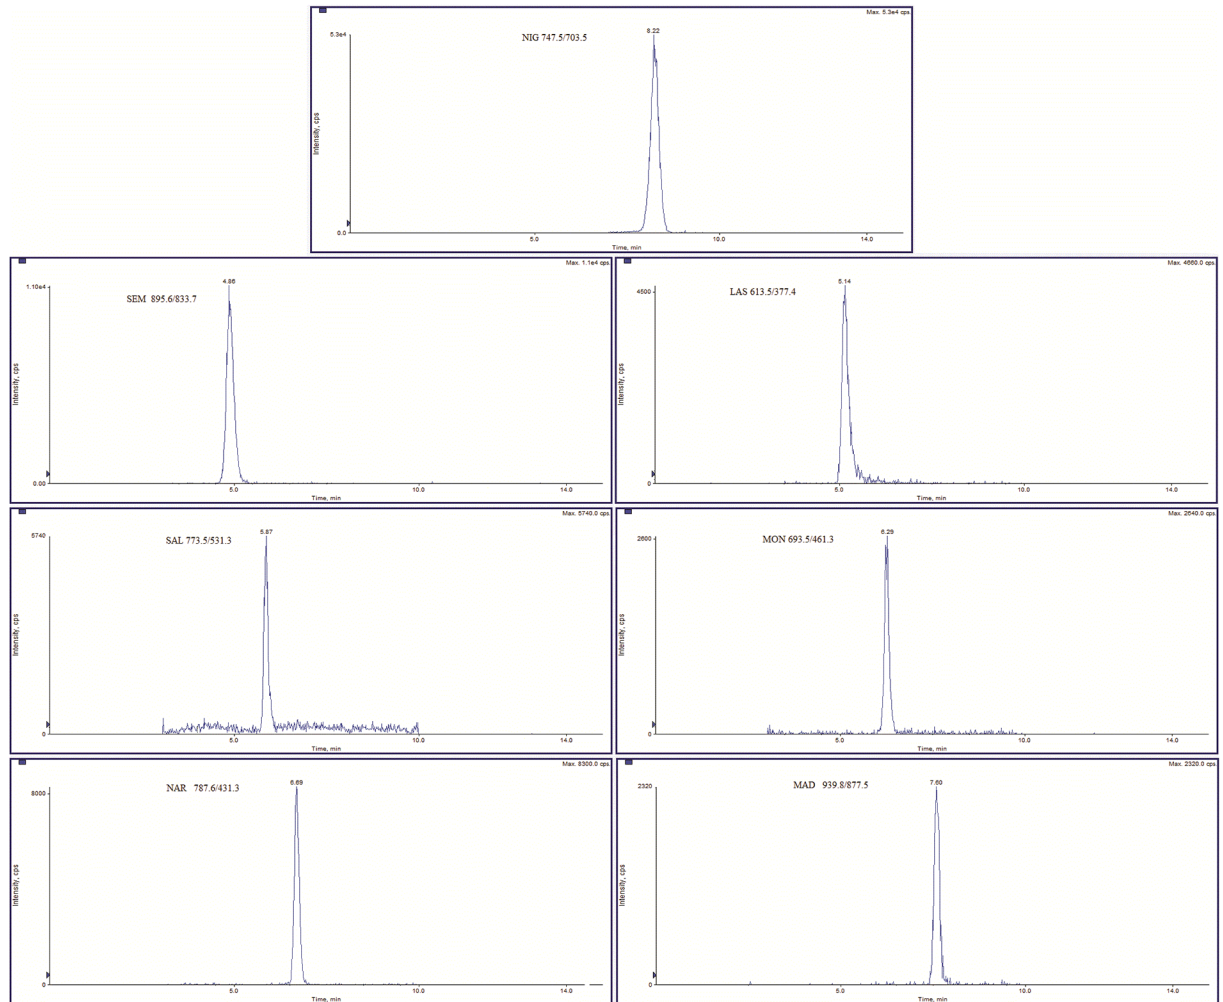 Max. 5.3e4 cps.
8.22
5.3e4
NIG 747.5/703.5
Intensity, cps
0.0
5.0
10.0
14.0
Time, min
Max. 1.1e4 cps.
4.86
1.10e4
SEM 895.6/833.7
Intensity, cps
0.00
5.0
10.0
14.0
Time, min
Max. 4660.0 cps.
5.14
4500
LAS 613.5/377.4
Intensity, cps
0
5.0
10.0
14.0
Time, min
Max. 5740.0 cps.
5.87
5740
SAL 773.5/531.3
Intensity, cps
0
5.0
10.0
14.0
Time, min
Max. 2640.0 cps.
6.29
2600
MON 693.5/461.3
Intensity, cps
0
5.0
10.0
14.0
Time, min
Max. 8300.0 cps.
6.69
8000
NAR 787.6/431.3
Intensity, cps
0
5.0
10.0
14.0
Time, min
Max. 2320.0 cps.
7.60
2320
MAD 939.8/877.5
Intensity, cps
0
5.0
10.0
14.0
Time, min